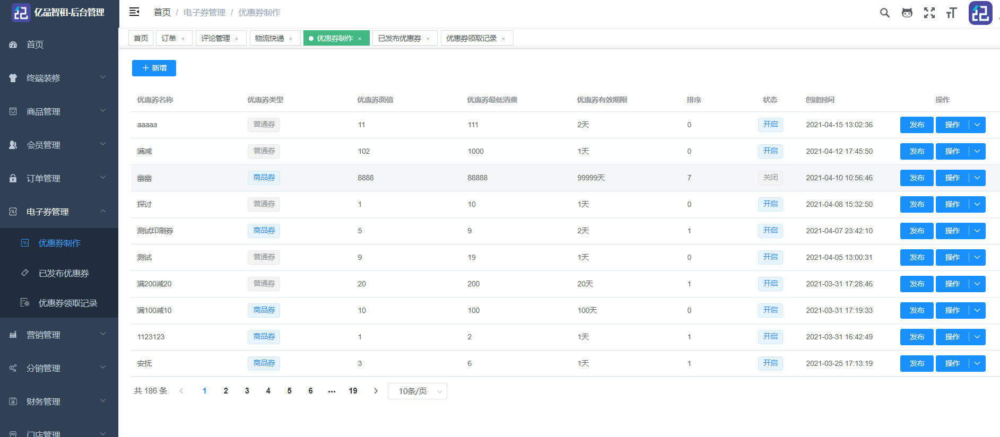 亿品智租-后台管理
首页 / 电子券管理 / 优惠券制作
首页 订单 × 评论管理 × 物流快递 × 优惠券制作 × 已发布优惠券 × 优惠券领取记录 ×
首页
终端装修
商品管理
会员管理
订单管理
电子券管理
优惠券制作
已发布优惠券
优惠券领取记录
营销管理
分销管理
财务管理
门店管理
+ 新增
优惠券名称 优惠券类型 优惠券面值 优惠券最低消费 优惠券有效期限 排序 状态 创建时间 操作
aaaaa 普通券 11 111 2天 0 开启 2021-04-15 13:02:36 发布 操作
满减 普通券 102 1000 1天 0 开启 2021-04-12 17:45:50 发布 操作
幽幽 商品券 8888 88888 99999天 7 关闭 2021-04-10 10:56:46 发布 操作
探讨 普通券 1 10 1天 0 开启 2021-04-08 15:32:50 发布 操作
测试印刷券 商品券 5 9 2天 1 开启 2021-04-07 23:42:10 发布 操作
测试 普通券 9 19 1天 0 开启 2021-04-05 13:00:31 发布 操作
满200减20 普通券 20 200 20天 1 开启 2021-03-31 17:28:46 发布 操作
满100减10 商品券 10 100 100天 0 开启 2021-03-31 17:19:33 发布 操作
1123123 商品券 1 2 1天 1 开启 2021-03-31 16:42:49 发布 操作
安抚 商品券 3 6 1天 1 开启 2021-03-25 17:13:19 发布 操作
共 186 条 1 2 3 4 5 6 ••• 19 10条/页